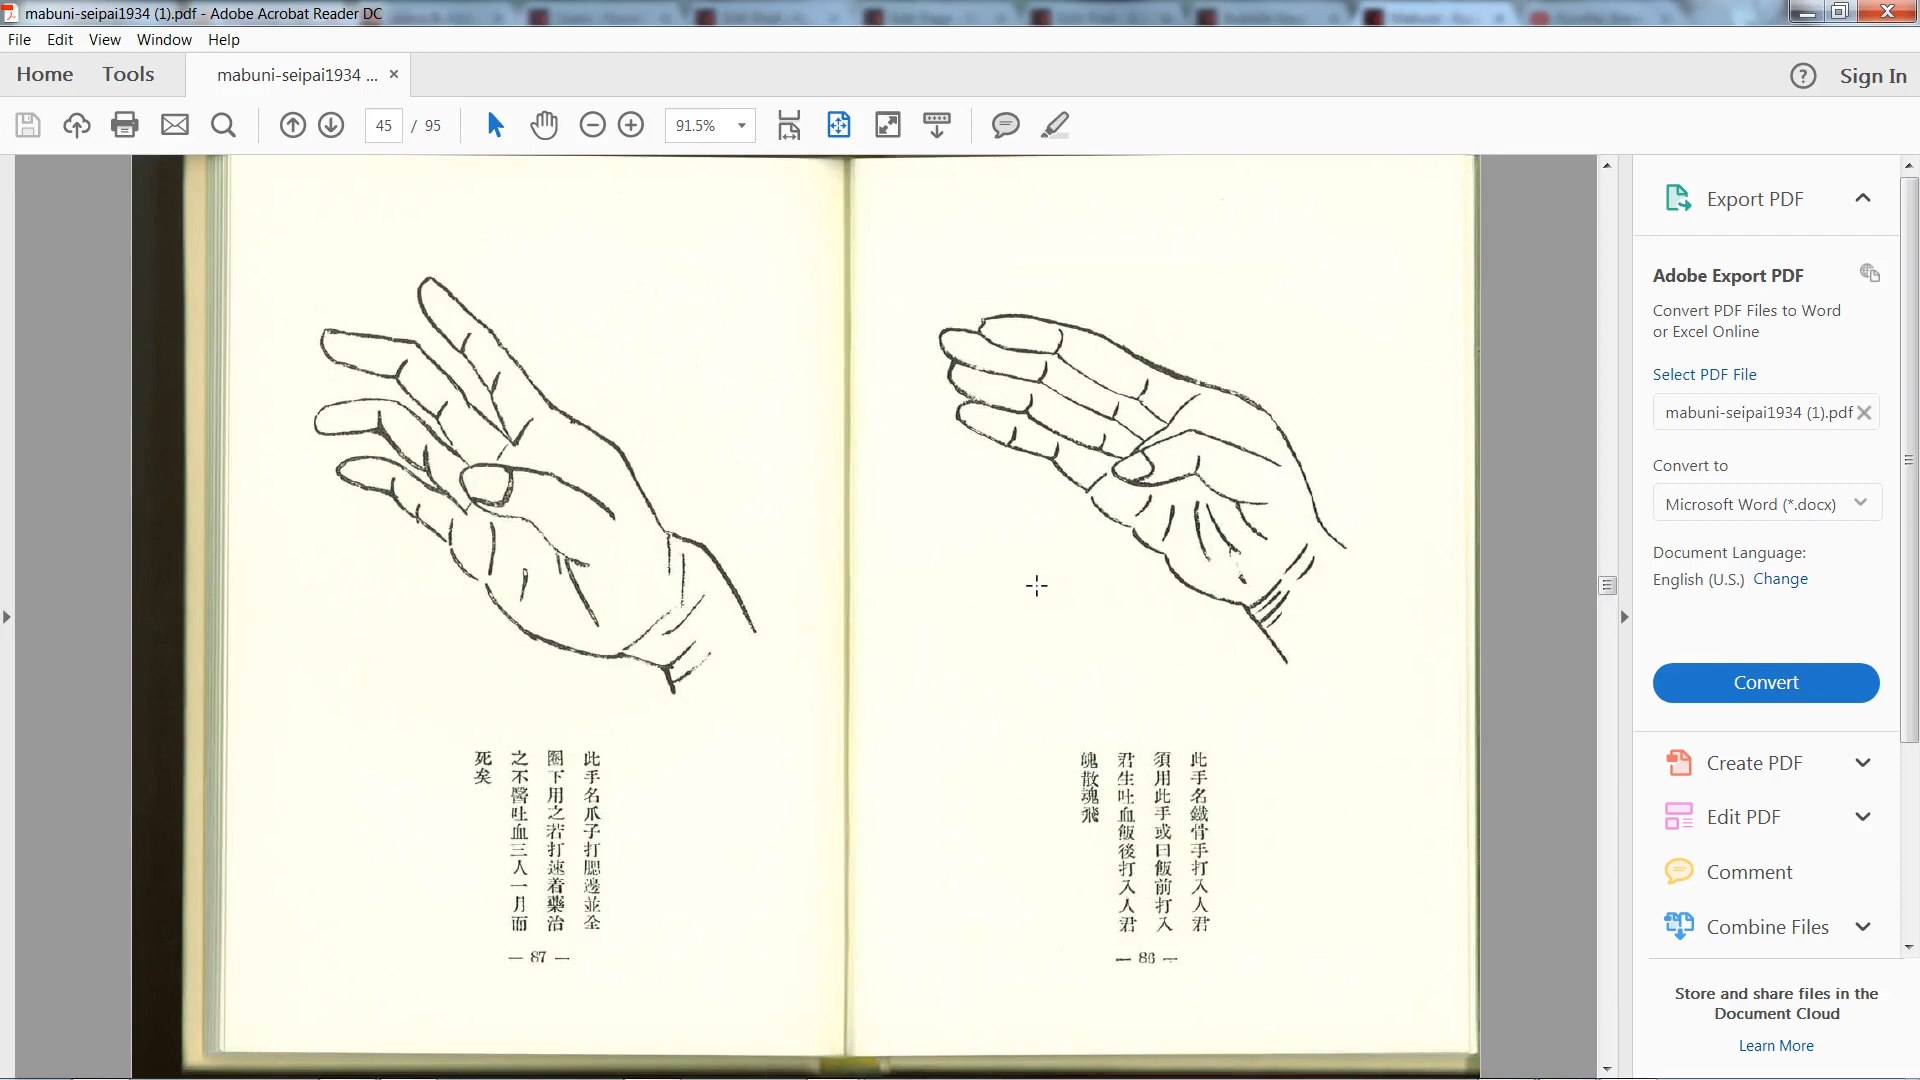 mabuni-seipai1934 (1).pdf - Adobe Acrobat Reader DC
File Edit View Window Help
Home Tools mabuni-seipai1934 ... × ? Sign In
45 / 95 91.5%
此手名鐵骨手打入人君
須用此手或曰飯前打入
君生吐血飯後打入人君
魄散魂飛
— 86 —
此手名爪子打腮邊並全
圈下用之若打速着藥治
之不醫吐血三人一月而
死矣
— 87 —
Export PDF
Adobe Export PDF
Convert PDF Files to Word
or Excel Online
Select PDF File
mabuni-seipai1934 (1).pdf
Convert to
Microsoft Word (*.docx)
Document Language:
English (U.S.) Change
Convert
Create PDF
Edit PDF
Comment
Combine Files
Store and share files in the
Document Cloud
Learn More